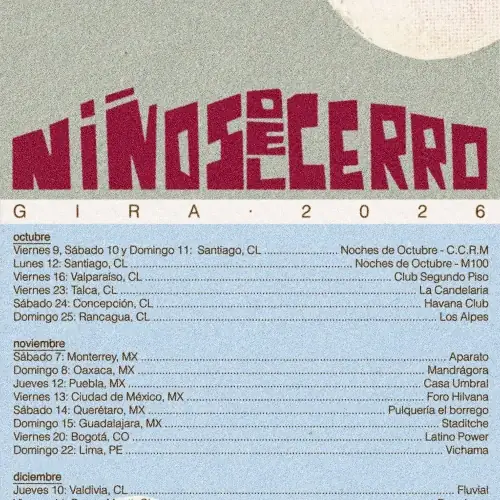 NIÑOS DEL CERRO
GIRA · 2026
octubre
Viernes 9, Sábado 10 y Domingo 11: Santiago, CL ........................ Noches de Octubre - C.C.R.M
Lunes 12: Santiago, CL ........................ Noches de Octubre - M100
Viernes 16: Valparaíso, CL ........................ Club Segundo Piso
Viernes 23: Talca, CL ........................ La Candelaria
Sábado 24: Concepción, CL ........................ Havana Club
Domingo 25: Rancagua, CL ........................ Los Alpes
noviembre
Sábado 7: Monterrey, MX ........................ Aparato
Domingo 8: Oaxaca, MX ........................ Mandrágora
Jueves 12: Puebla, MX ........................ Casa Umbral
Viernes 13: Ciudad de México, MX ........................ Foro Hilvana
Sábado 14: Querétaro, MX ........................ Pulquería el borrego
Domingo 15: Guadalajara, MX ........................ Staditche
Viernes 20: Bogotá, CO ........................ Latino Power
Domingo 22: Lima, PE ........................ Vichama
diciembre
Jueves 10: Valdivia, CL ........................ Fluvial